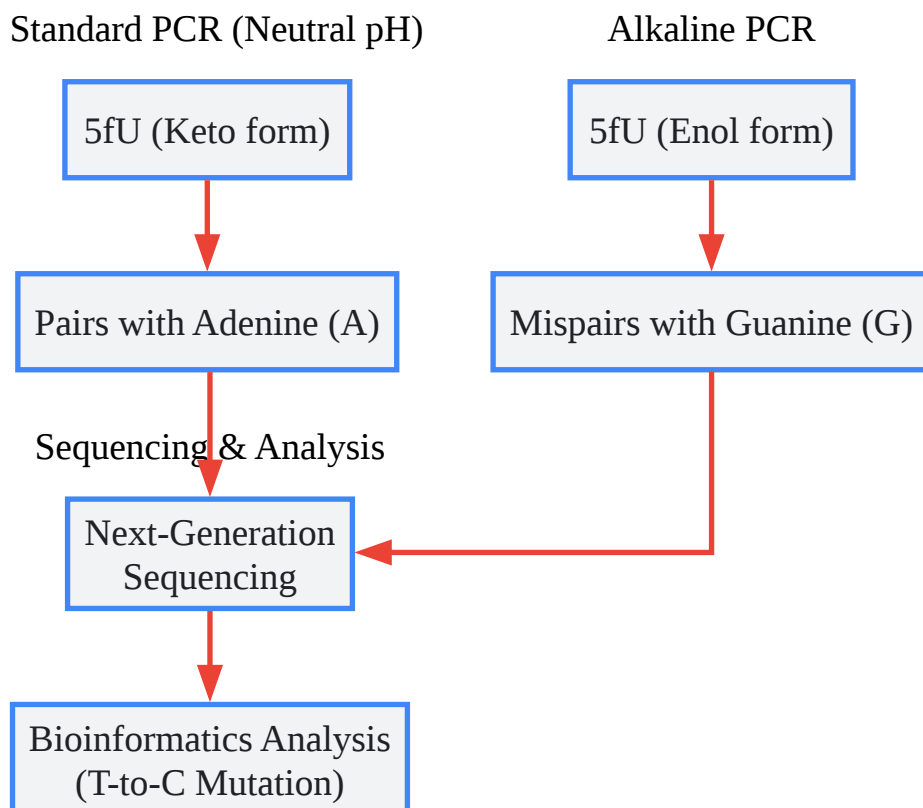 Standard PCR (Neutral pH)
Alkaline PCR
5fU (Keto form)
5fU (Enol form)
Pairs with Adenine (A)
Mispairs with Guanine (G)
Sequencing & Analysis
Next-Generation
Sequencing
Bioinformatics Analysis
(T-to-C Mutation)